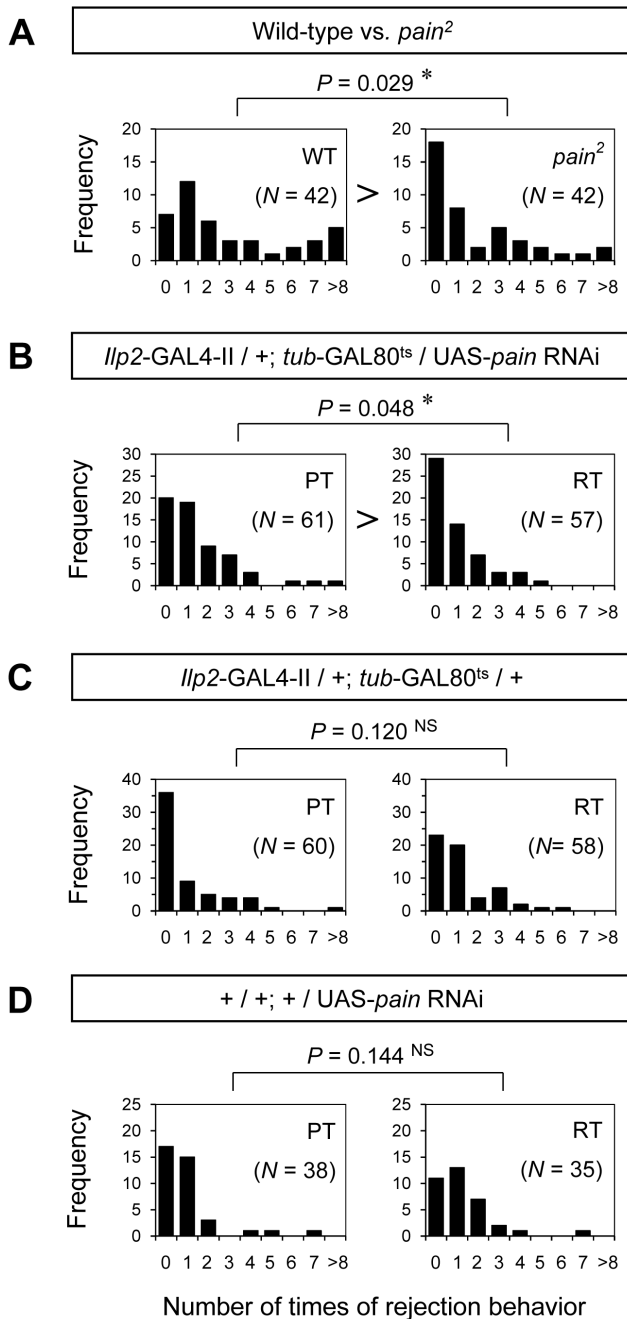 A
Wild-type vs. pain²
P = 0.029 *
Frequency
20
15
10
5
0
WT
(N = 42)
0 1 2 3 4 5 6 7 >8
>
20
15
10
5
0
pain²
(N = 42)
0 1 2 3 4 5 6 7 >8
B
Ilp2-GAL4-II / +; tub-GAL80ᵗˢ / UAS-pain RNAi
P = 0.048 *
Frequency
30
25
20
15
10
5
0
PT
(N = 61)
0 1 2 3 4 5 6 7 >8
>
30
25
20
15
10
5
0
RT
(N = 57)
0 1 2 3 4 5 6 7 >8
C
Ilp2-GAL4-II / +; tub-GAL80ᵗˢ / +
P = 0.120 NS
Frequency
40
30
20
10
0
PT
(N = 60)
0 1 2 3 4 5 6 7 >8
40
30
20
10
0
RT
(N= 58)
0 1 2 3 4 5 6 7 >8
D
+ / +; + / UAS-pain RNAi
P = 0.144 NS
Frequency
25
20
15
10
5
0
PT
(N = 38)
0 1 2 3 4 5 6 7 >8
25
20
15
10
5
0
RT
(N = 35)
0 1 2 3 4 5 6 7 >8
Number of times of rejection behavior